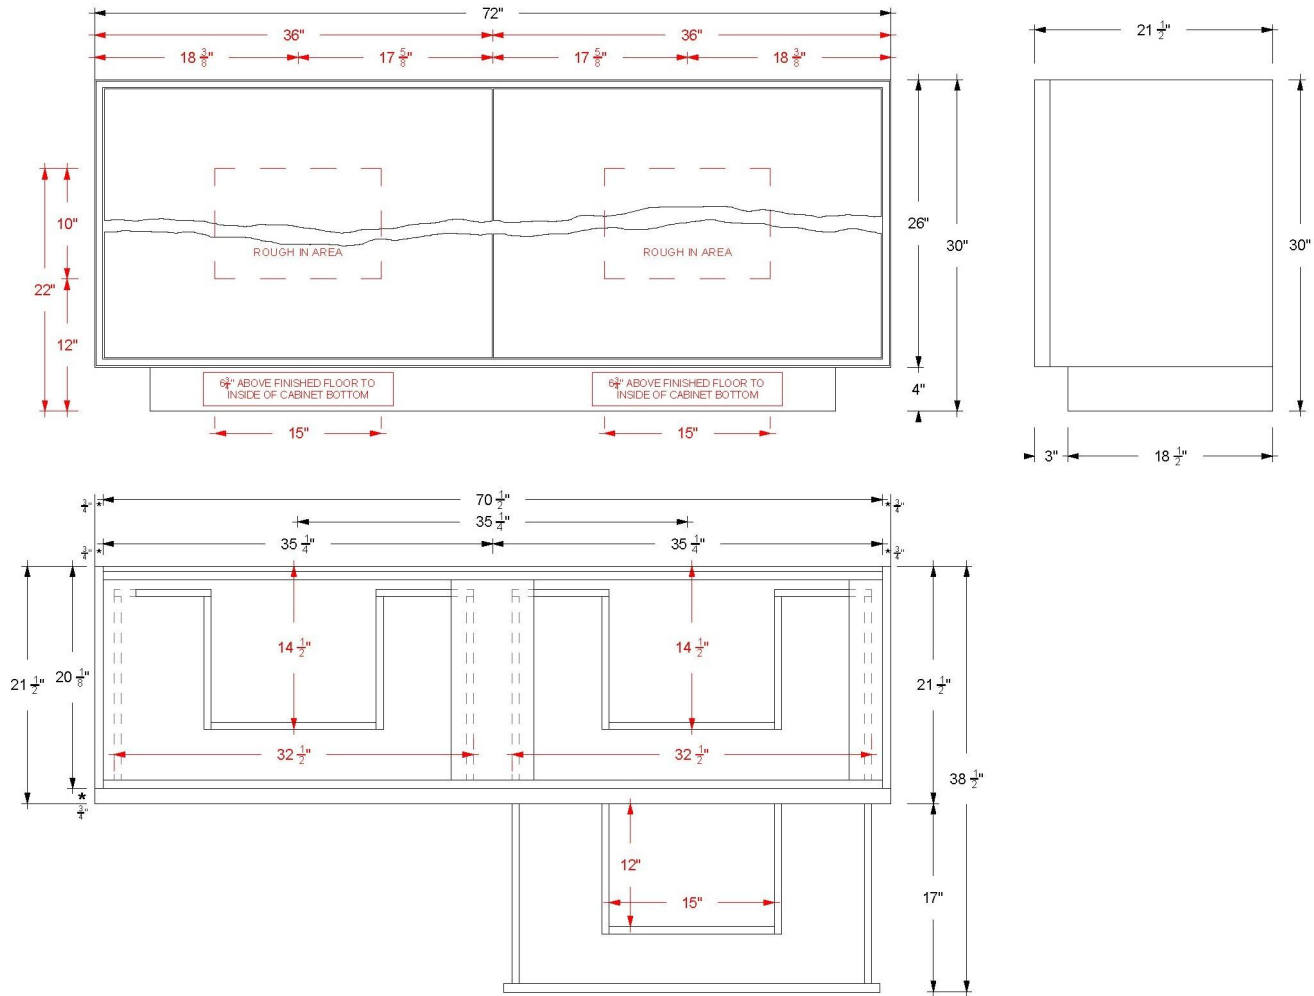 72"
36" 36"
18 3/8" 17 5/8" 17 5/8" 18 3/8"
21 1/2"
10"
22"
12"
ROUGH IN AREA
ROUGH IN AREA
26"
30"
30"
4"
6 3/4" ABOVE FINISHED FLOOR TO
INSIDE OF CABINET BOTTOM
6 3/4" ABOVE FINISHED FLOOR TO
INSIDE OF CABINET BOTTOM
15" 15"
3" 18 1/2"
3/4" * 70 1/2" * 3/4"
35 1/4"
3/4" * 35 1/4" 35 1/4" * 3/4"
14 1/2" 14 1/2"
21 1/2" 20 1/8" 21 1/2"
32 1/2" 32 1/2"
38 1/2"
*
3/4"
12"
15"
17"